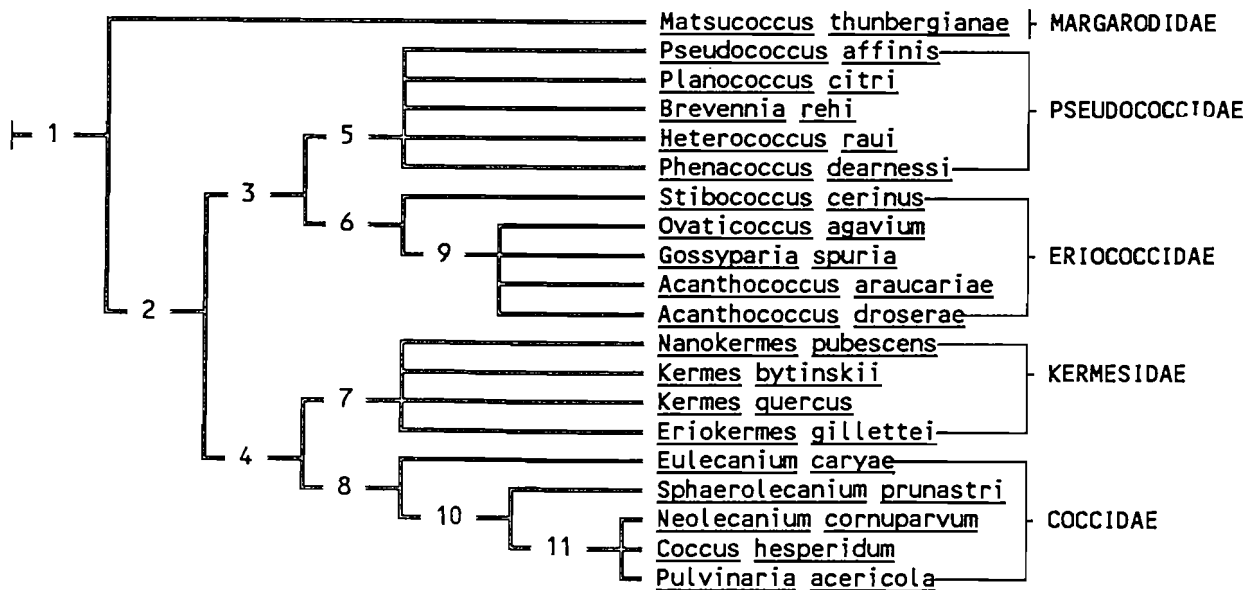 Matsucoccus thunbergianae MARGARODIDAE
Pseudococcus affinis
Planococcus citri
Brevennia rehi PSEUDOCOCCIDAE
1 5 Heterococcus raui
Phenacoccus dearnessi
3 Stibococcus cerinus
6 Ovaticoccus agavium
9 Gossyparia spuria ERIOCOCCIDAE
Acanthococcus araucariae
2 Acanthococcus droserae
Nanokermes pubescens
Kermes bytinskii KERMESIDAE
7 Kermes quercus
Eriokermes gillettei
4 Eulecanium caryae
8 Sphaerolecanium prunastri
10 Neolecanium cornuparvum COCCIDAE
11 Coccus hesperidum
Pulvinaria acericola